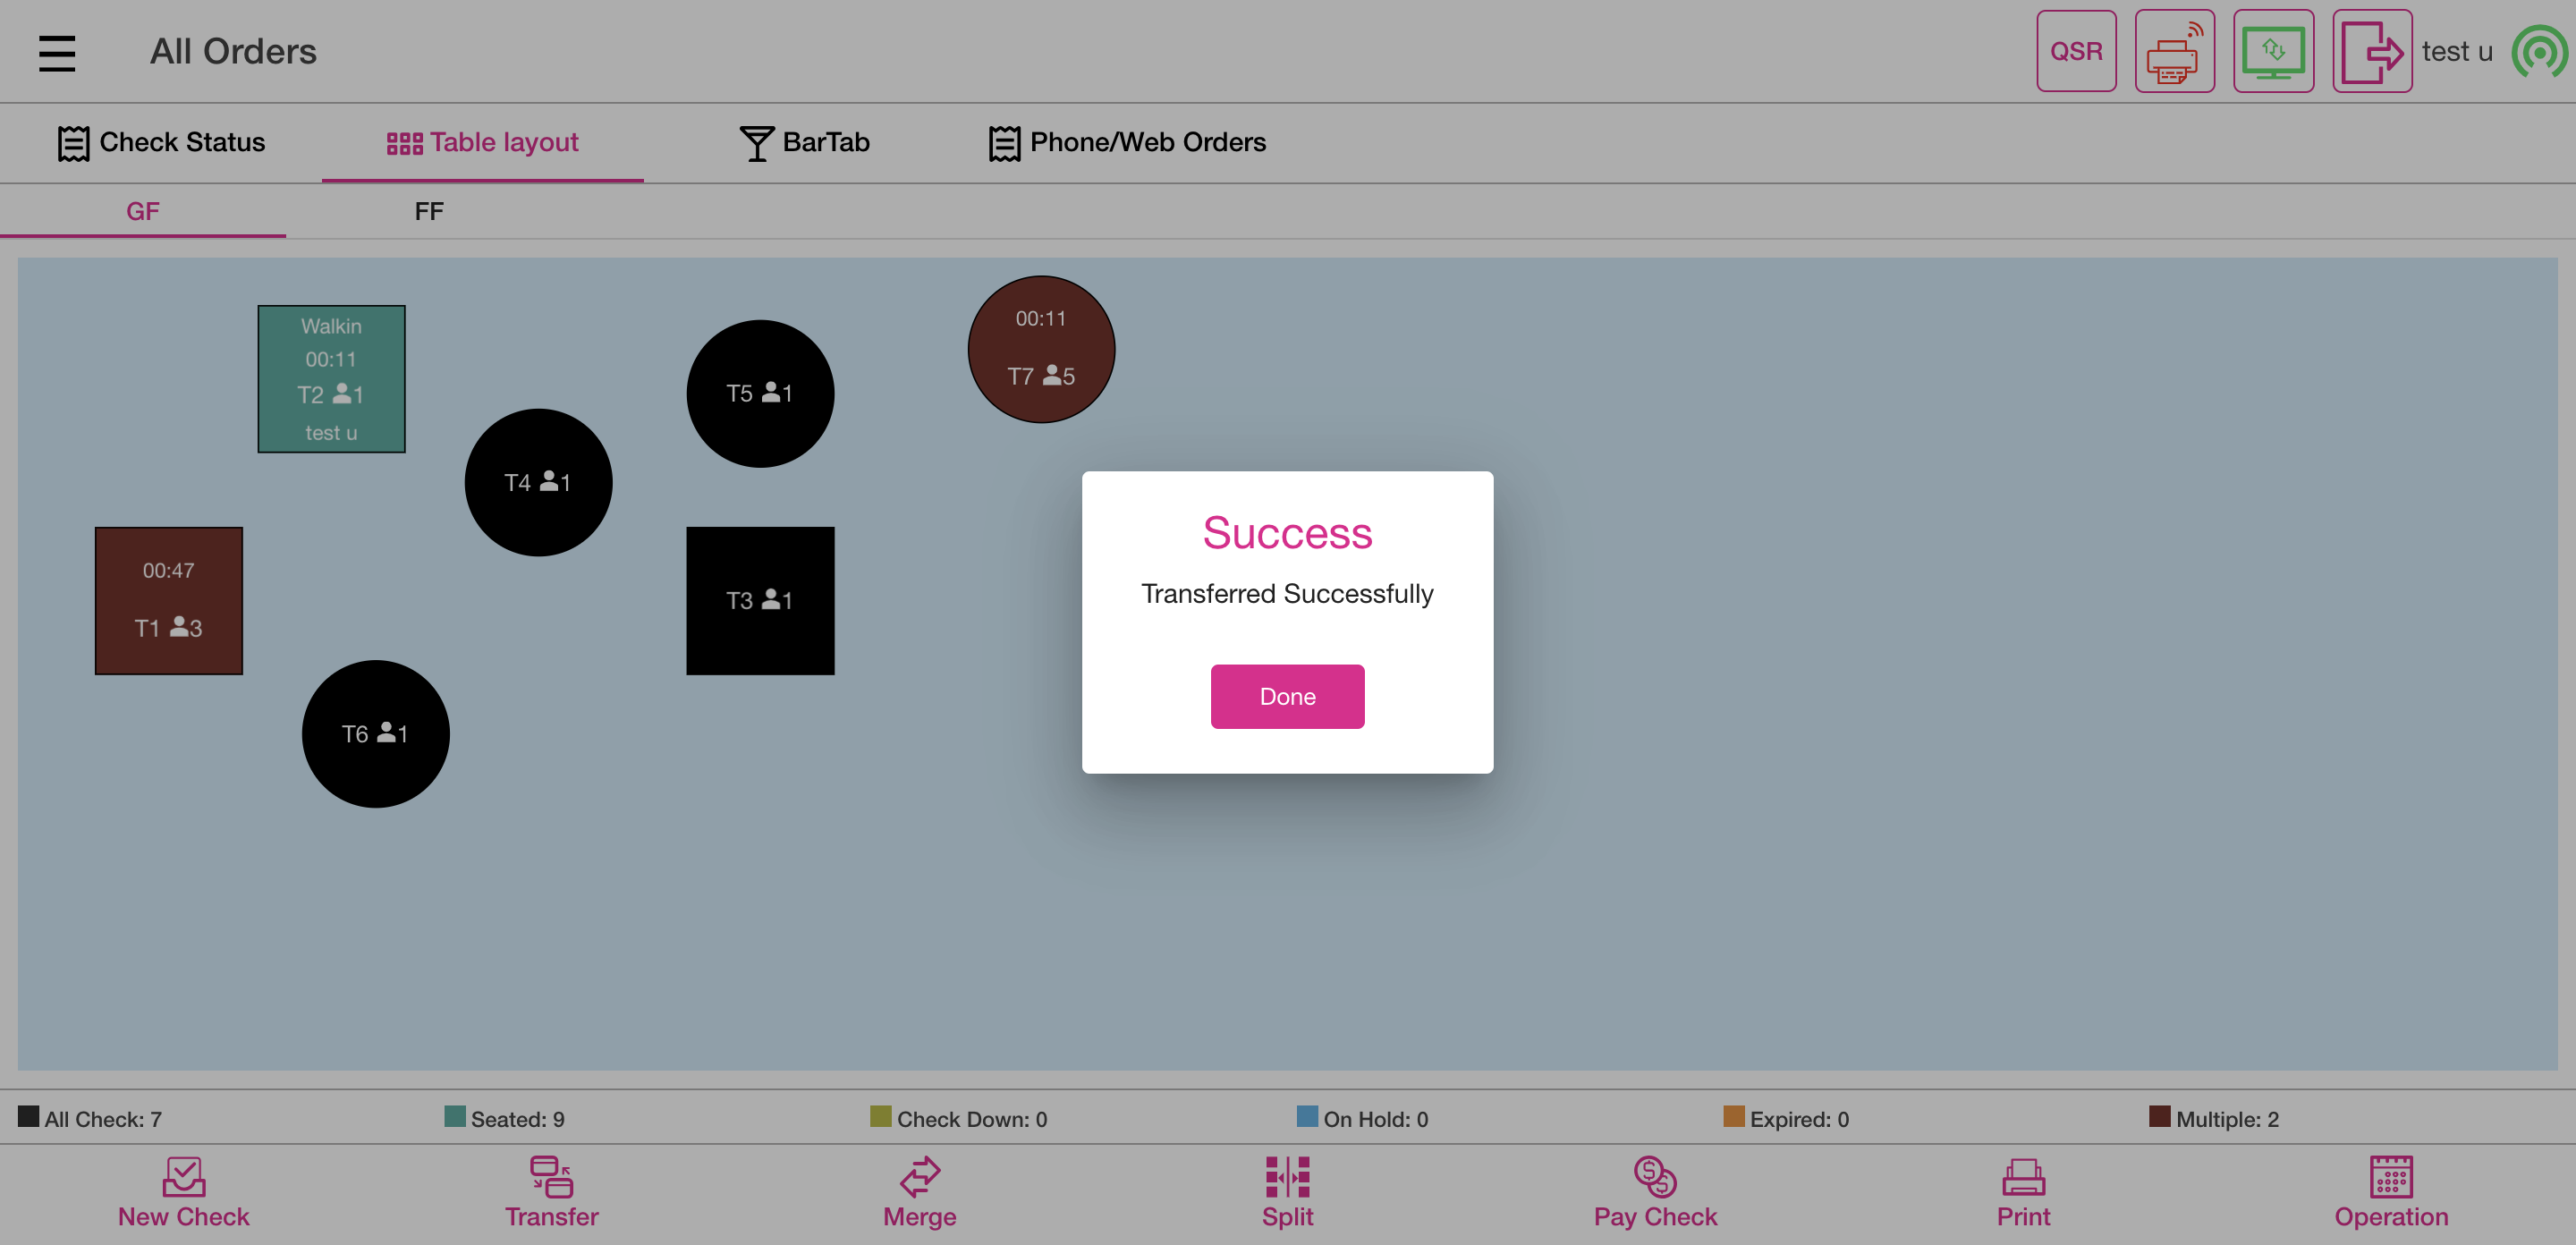 All Orders
QSR
test u
Check Status
Table layout
BarTab
Phone/Web Orders
GF
FF
Walkin
00:11
T2 1
test u
T5 1
00:11
T7 5
T4 1
00:47
T1 3
T3 1
T6 1
Success
Transferred Successfully
Done
All Check: 7
Seated: 9
Check Down: 0
On Hold: 0
Expired: 0
Multiple: 2
New Check
Transfer
Merge
Split
Pay Check
Print
Operation